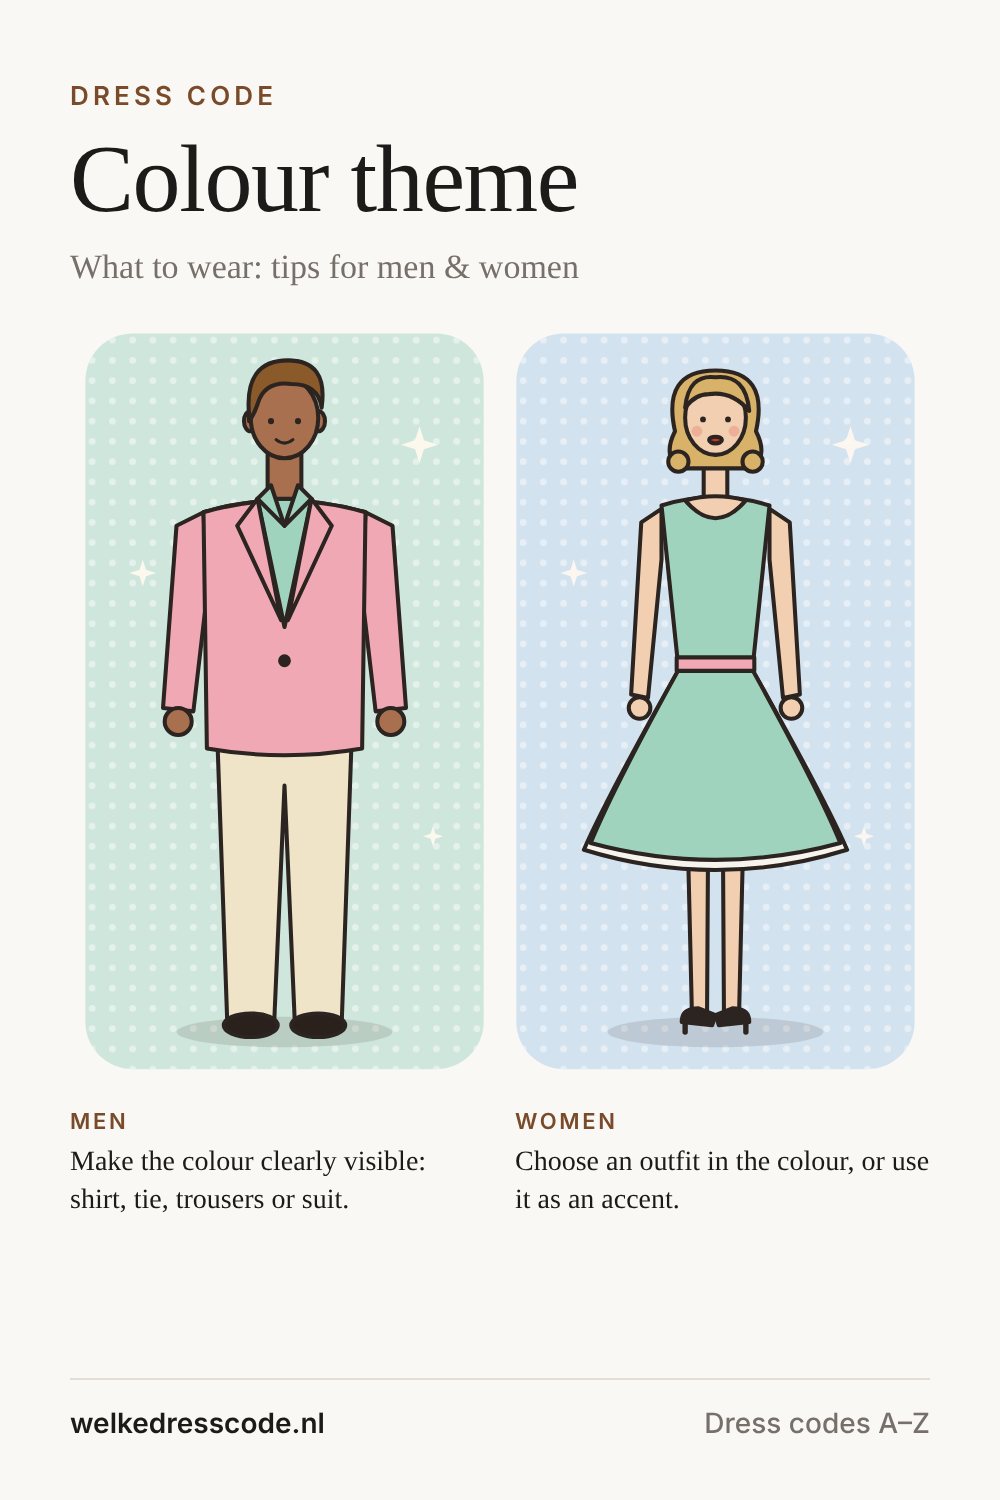 DRESS CODE
Colour theme
What to wear: tips for men & women
MEN
Make the colour clearly visible:
shirt, tie, trousers or suit.
WOMEN
Choose an outfit in the colour, or use
it as an accent.
welkedresscode.nl
Dress codes A–Z